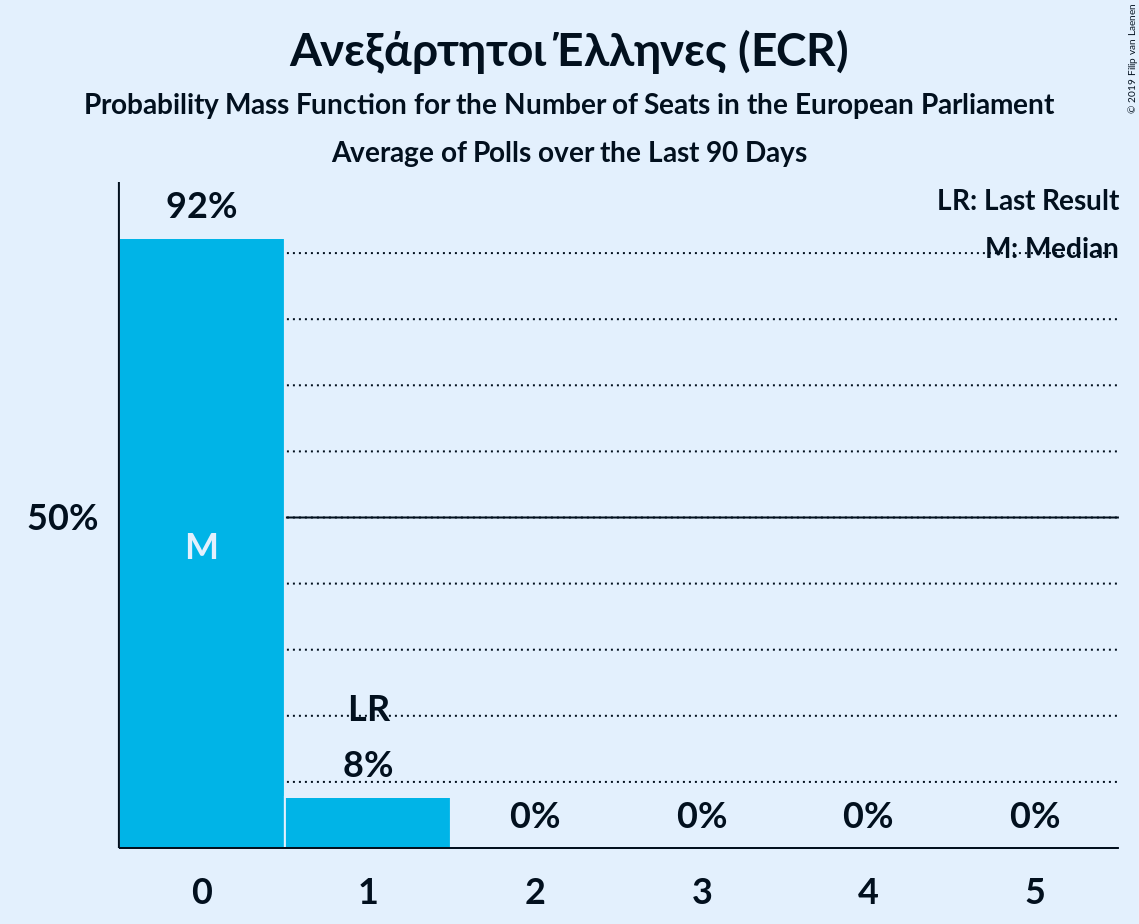 Ανεξάρτητοι Έλληνες (ECR)
Probability Mass Function for the Number of Seats in the European Parliament
Average of Polls over the Last 90 Days
© 2019 Filip van Laenen
LR: Last Result
M: Median
92%
50%
M
LR
8%
0% 0% 0% 0%
0 1 2 3 4 5